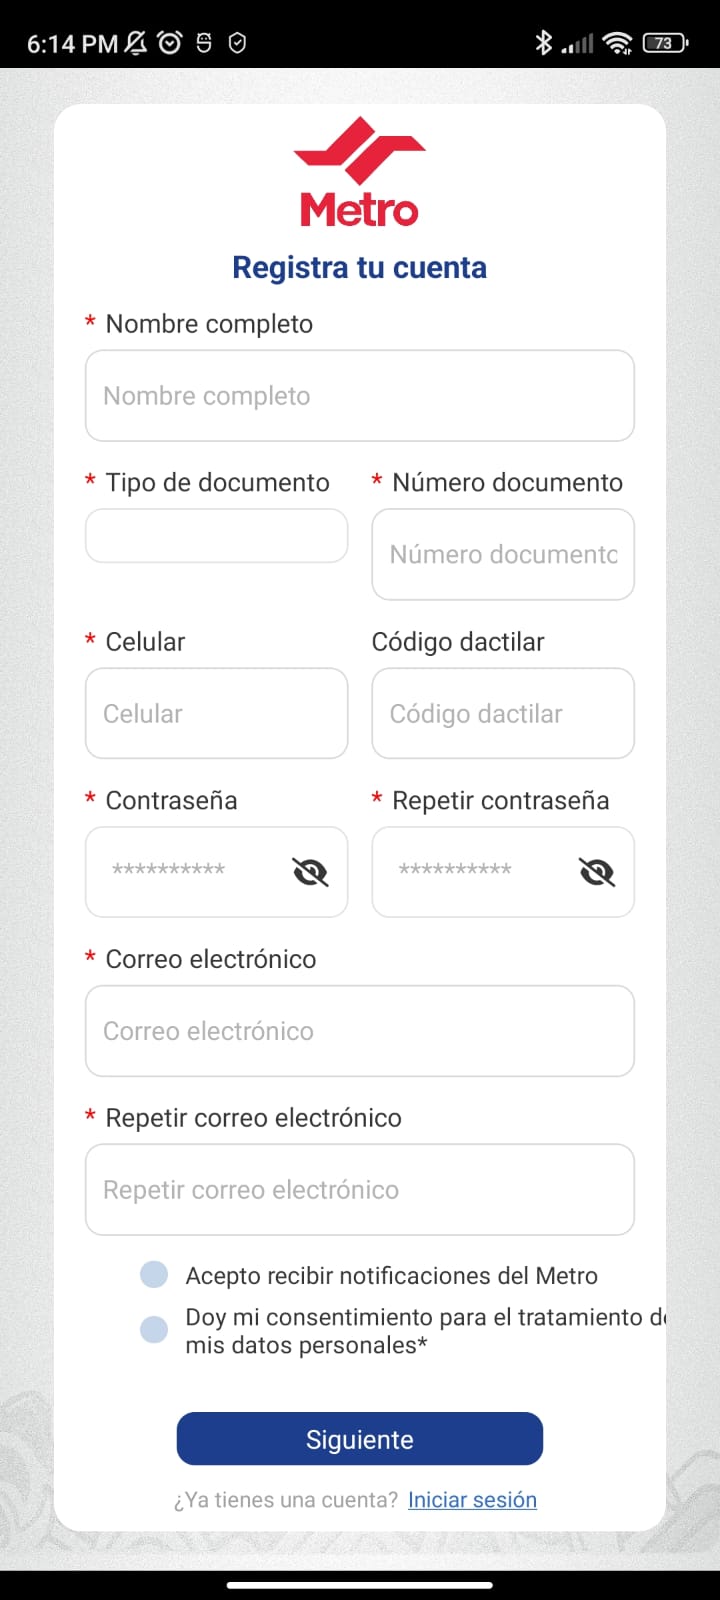 6:14 PM
73
Metro
Registra tu cuenta
* Nombre completo
Nombre completo
* Tipo de documento
* Número documento
Número documento
* Celular
Código dactilar
Celular
Código dactilar
* Contraseña
* Repetir contraseña
**********
**********
* Correo electrónico
Correo electrónico
* Repetir correo electrónico
Repetir correo electrónico
Acepto recibir notificaciones del Metro
Doy mi consentimiento para el tratamiento de
mis datos personales*
Siguiente
¿Ya tienes una cuenta? Iniciar sesión